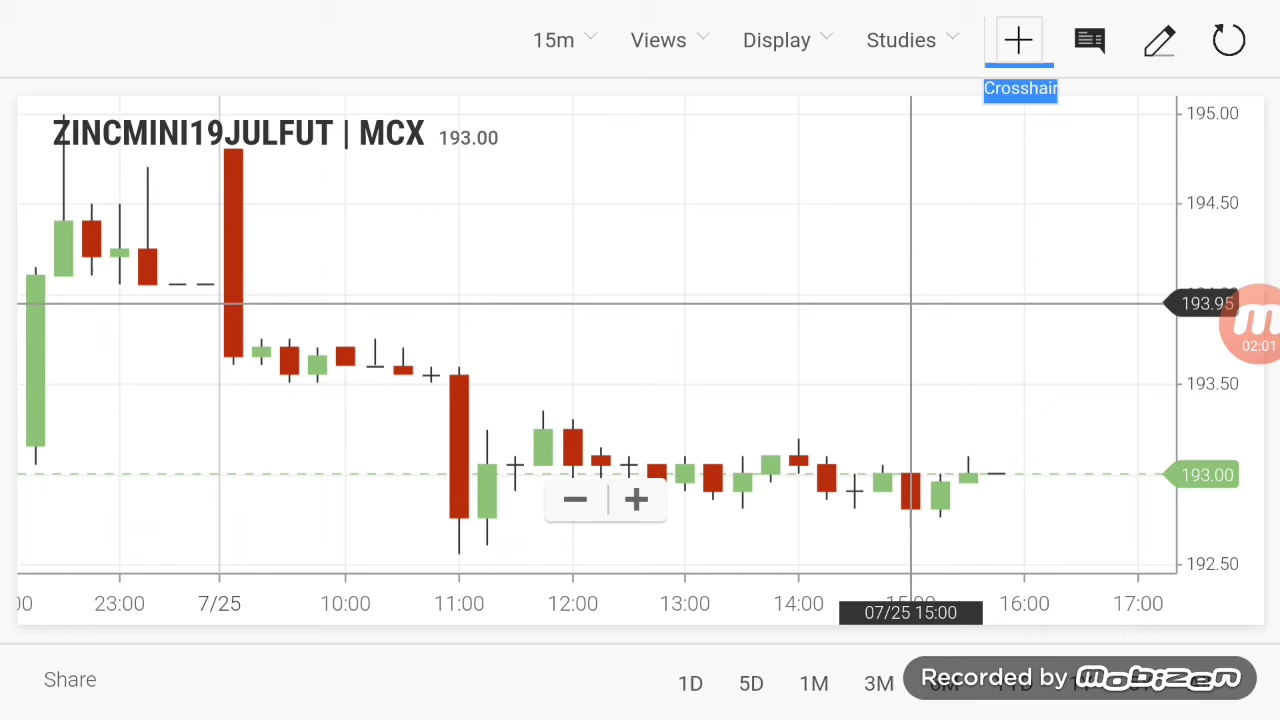 15m Views Display Studies
Crosshair
ZINCMINI19JULFUT | MCX 193.00
195.00
194.50
193.95
193.50
193.00
192.50
02:01
23:00 7/25 10:00 11:00 12:00 13:00 14:00 16:00 17:00
07/25 15:00
Share 1D 5D 1M 3M
Recorded by mobizen